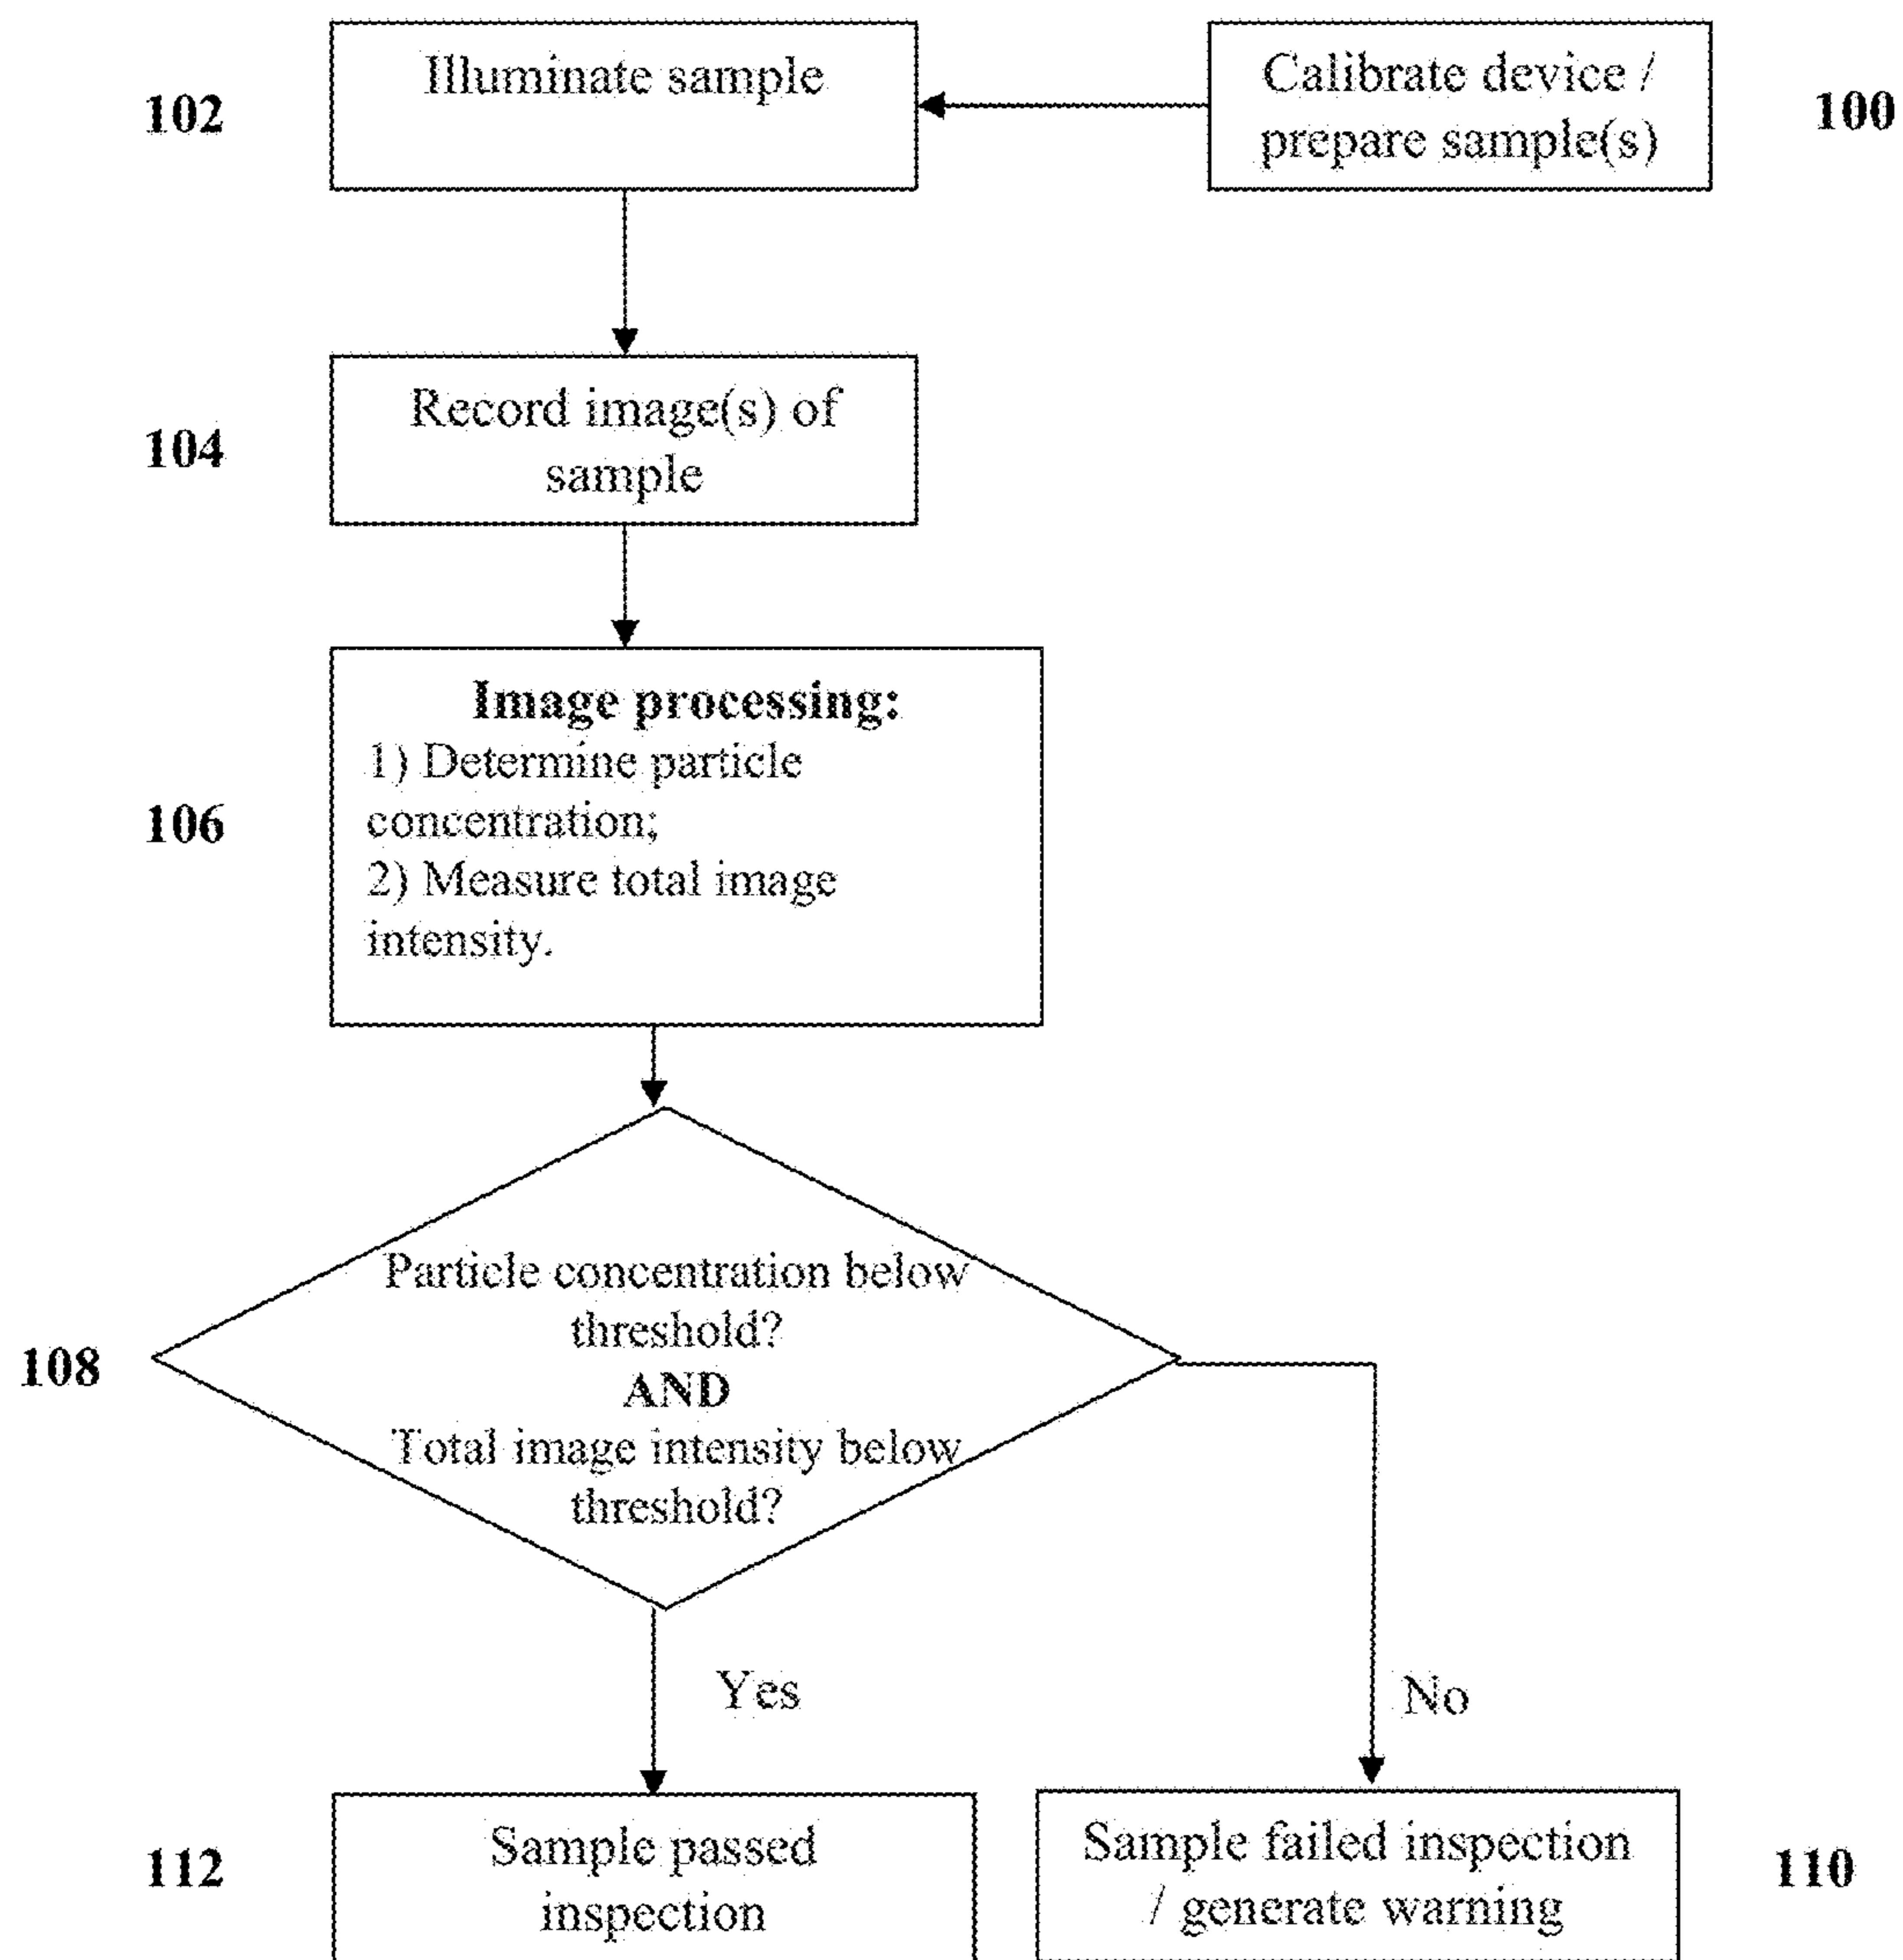 102
Illuminate sample
Calibrate device /
prepare sample(s)
100
104
Record image(s) of
sample
106
Image processing:
1) Determine particle
concentration;
2) Measure total image
intensity.
108
Particle concentration below
threshold?
AND
Total image intensity below
threshold?
Yes
No
112
Sample passed
inspection
Sample failed inspection
/ generate warning
110